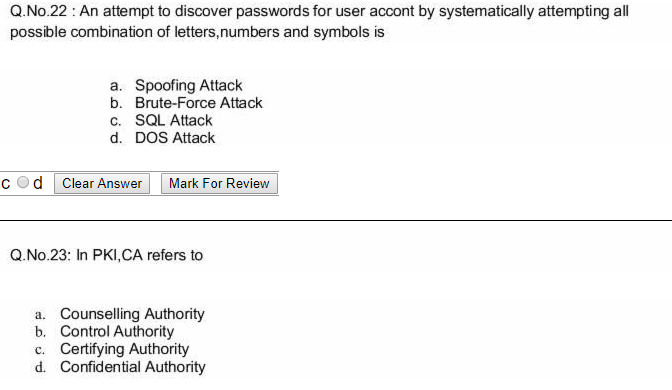 Q.No.22 : An attempt to discover passwords for user accont by systematically attempting all
possible combination of letters,numbers and symbols is
a. Spoofing Attack
b. Brute-Force Attack
c. SQL Attack
d. DOS Attack
c d Clear Answer Mark For Review
Q.No.23: In PKI,CA refers to
a. Counselling Authority
b. Control Authority
c. Certifying Authority
d. Confidential Authority